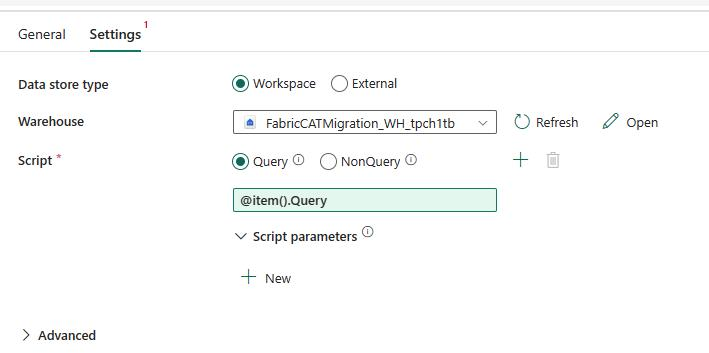 General Settings 1
Data store type Workspace External
Warehouse FabricCATMigration_WH_tpch1tb Refresh Open
Script * Query NonQuery
@item().Query
Script parameters
New
Advanced